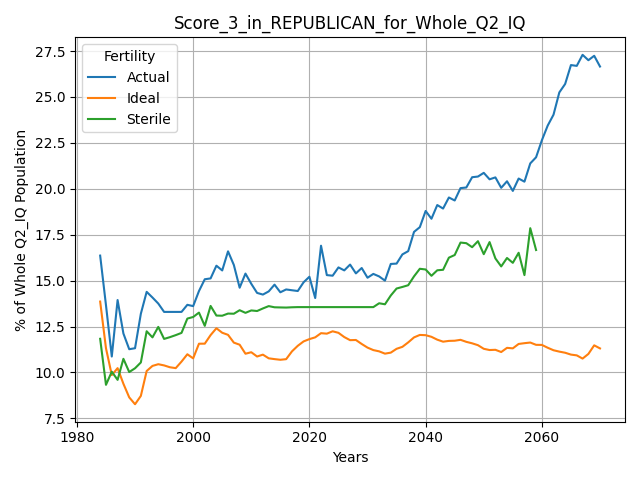 Score_3_in_REPUBLICAN_for_Whole_Q2_IQ
Fertility
Actual
Ideal
Sterile
% of Whole Q2_IQ Population
27.5
25.0
22.5
20.0
17.5
15.0
12.5
10.0
7.5
1980
2000
2020
2040
2060
Years